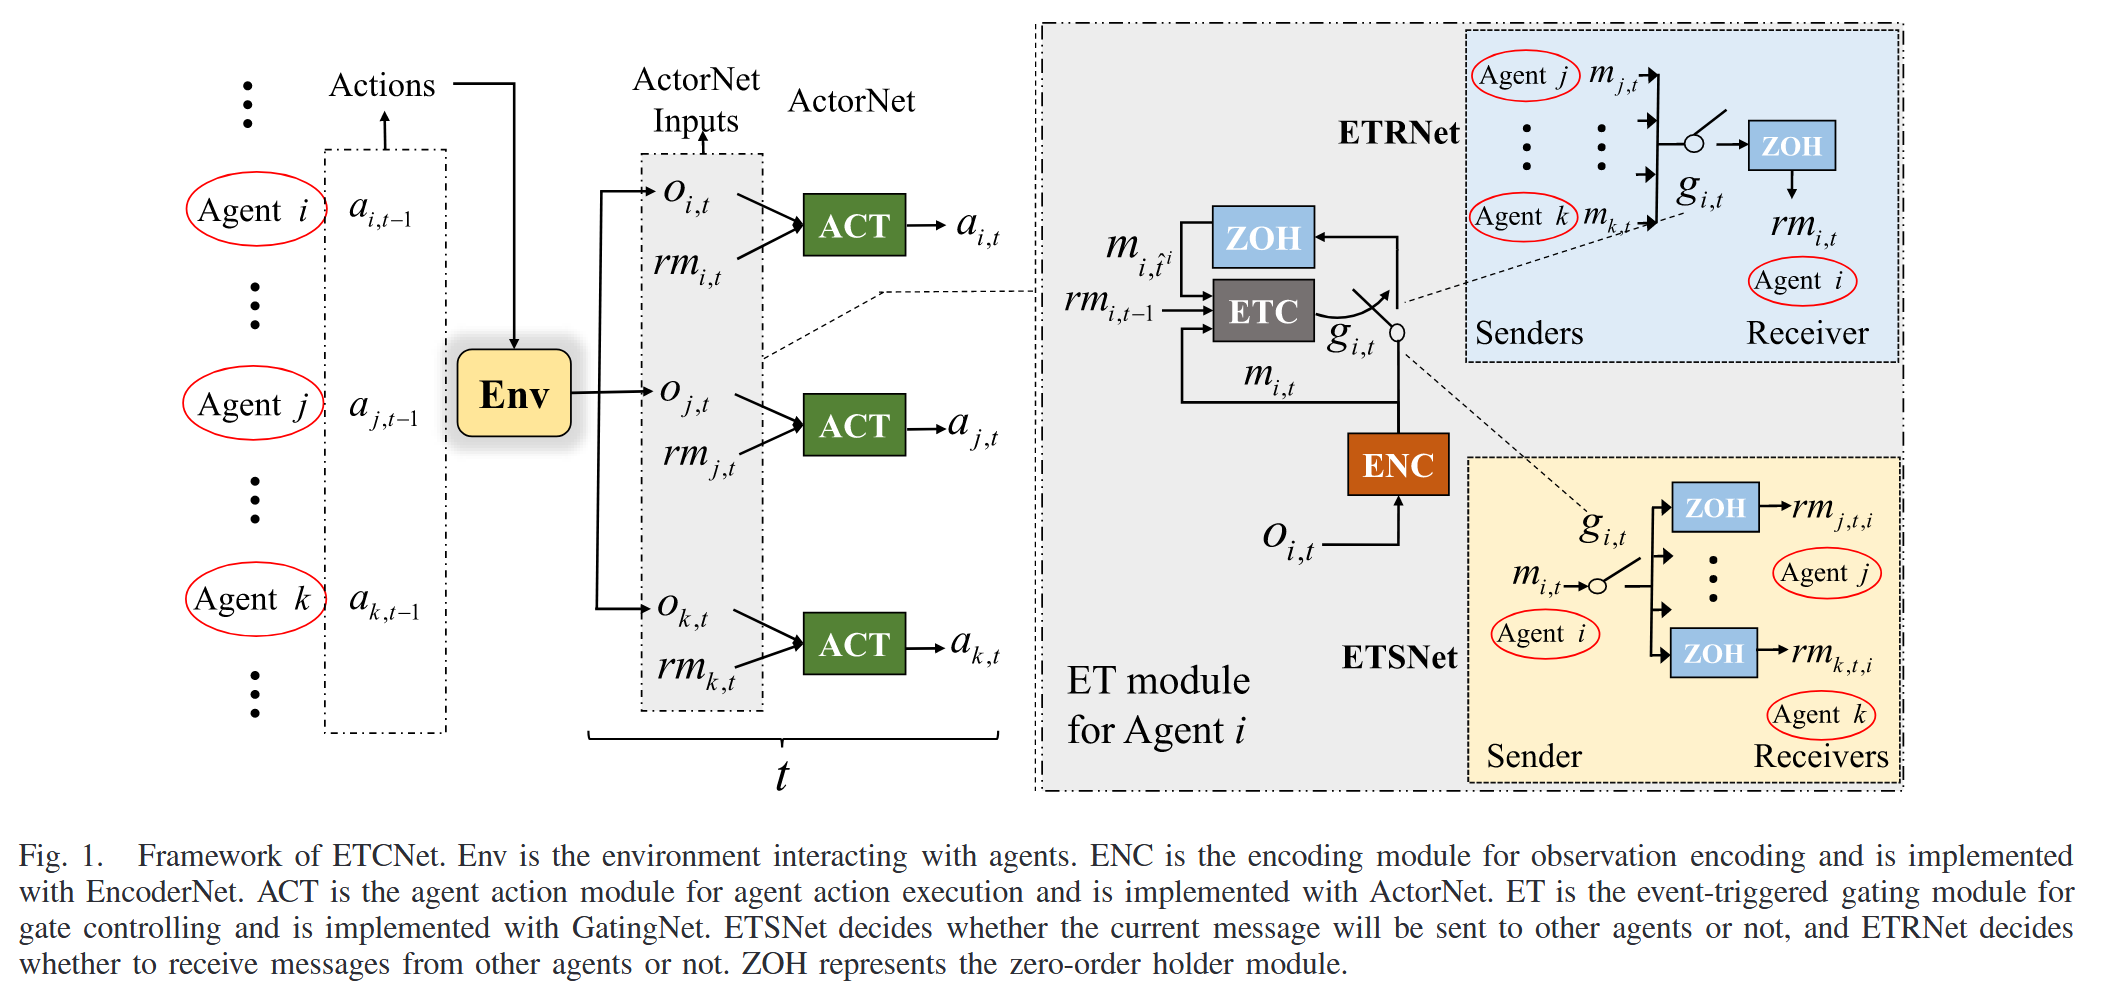 Actions
Agent i
a_{i,t-1}
Agent j
a_{j,t-1}
Agent k
a_{k,t-1}
Env
ActorNet
Inputs
ActorNet
o_{i,t}
rm_{i,t}
ACT
a_{i,t}
o_{j,t}
rm_{j,t}
ACT
a_{j,t}
o_{k,t}
rm_{k,t}
ACT
a_{k,t}
t
m_{i,\hat{t}^i}
rm_{i,t-1}
ZOH
ETC
g_{i,t}
m_{i,t}
ENC
o_{i,t}
ET module
for Agent i
ETRNet
Agent j m_{j,t}
Agent k m_{k,t}
g_{i,t}
ZOH
rm_{i,t}
Agent i
Senders
Receiver
ETSNet
g_{i,t}
m_{i,t}
Agent i
ZOH
rm_{j,t,i}
Agent j
ZOH
rm_{k,t,i}
Agent k
Sender
Receivers
Fig. 1. Framework of ETCNet. Env is the environment interacting with agents. ENC is the encoding module for observation encoding and is implemented
with EncoderNet. ACT is the agent action module for agent action execution and is implemented with ActorNet. ET is the event-triggered gating module for
gate controlling and is implemented with GatingNet. ETSNet decides whether the current message will be sent to other agents or not, and ETRNet decides
whether to receive messages from other agents or not. ZOH represents the zero-order holder module.